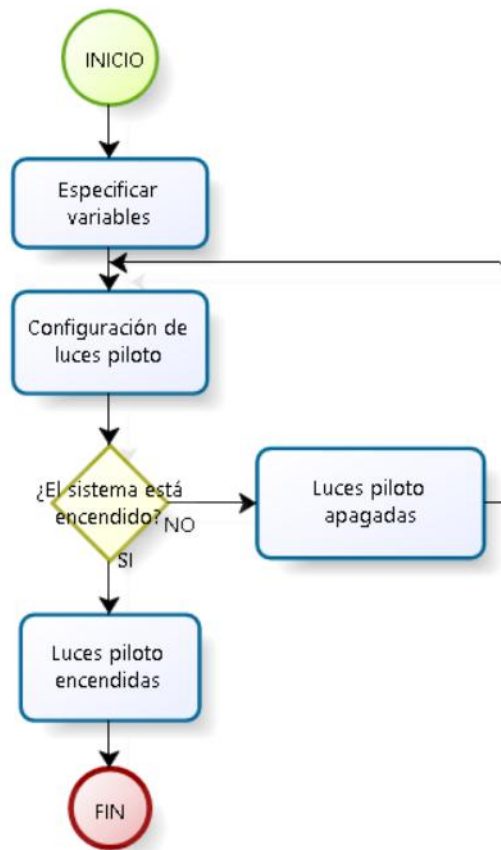 INICIO
Especificar
variables
Configuración de
luces piloto
¿El sistema está
encendido?
NO
SI
Luces piloto
apagadas
Luces piloto
encendidas
FIN